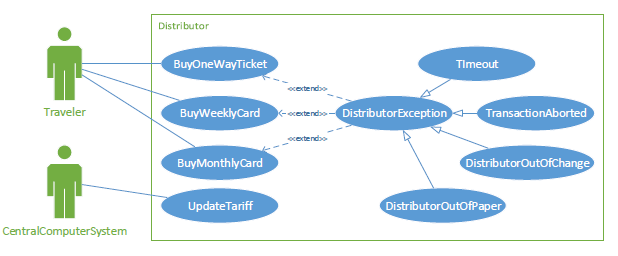 Distributor
BuyOneWayTicket
TImeout
<<extend>>
Traveler
BuyWeeklyCard
<<extend>>
DistributorException
TransactionAborted
<<extend>>
BuyMonthlyCard
DistributorOutOfChange
UpdateTariff
DistributorOutOfPaper
CentralComputerSystem